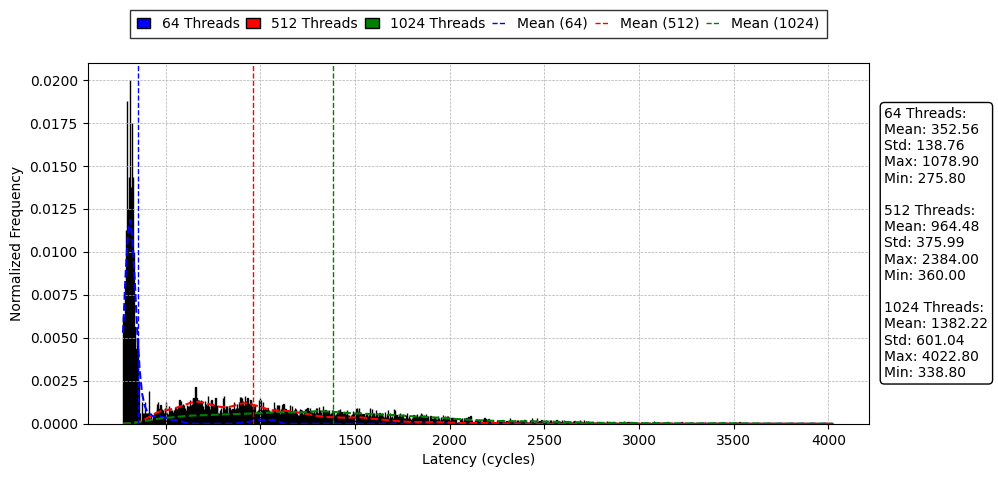 64 Threads 512 Threads 1024 Threads Mean (64) Mean (512) Mean (1024)
0.0200
0.0175
0.0150
0.0125
0.0100
0.0075
0.0050
0.0025
0.0000
Normalized Frequency
500 1000 1500 2000 2500 3000 3500 4000
Latency (cycles)
64 Threads:
Mean: 352.56
Std: 138.76
Max: 1078.90
Min: 275.80
512 Threads:
Mean: 964.48
Std: 375.99
Max: 2384.00
Min: 360.00
1024 Threads:
Mean: 1382.22
Std: 601.04
Max: 4022.80
Min: 338.80